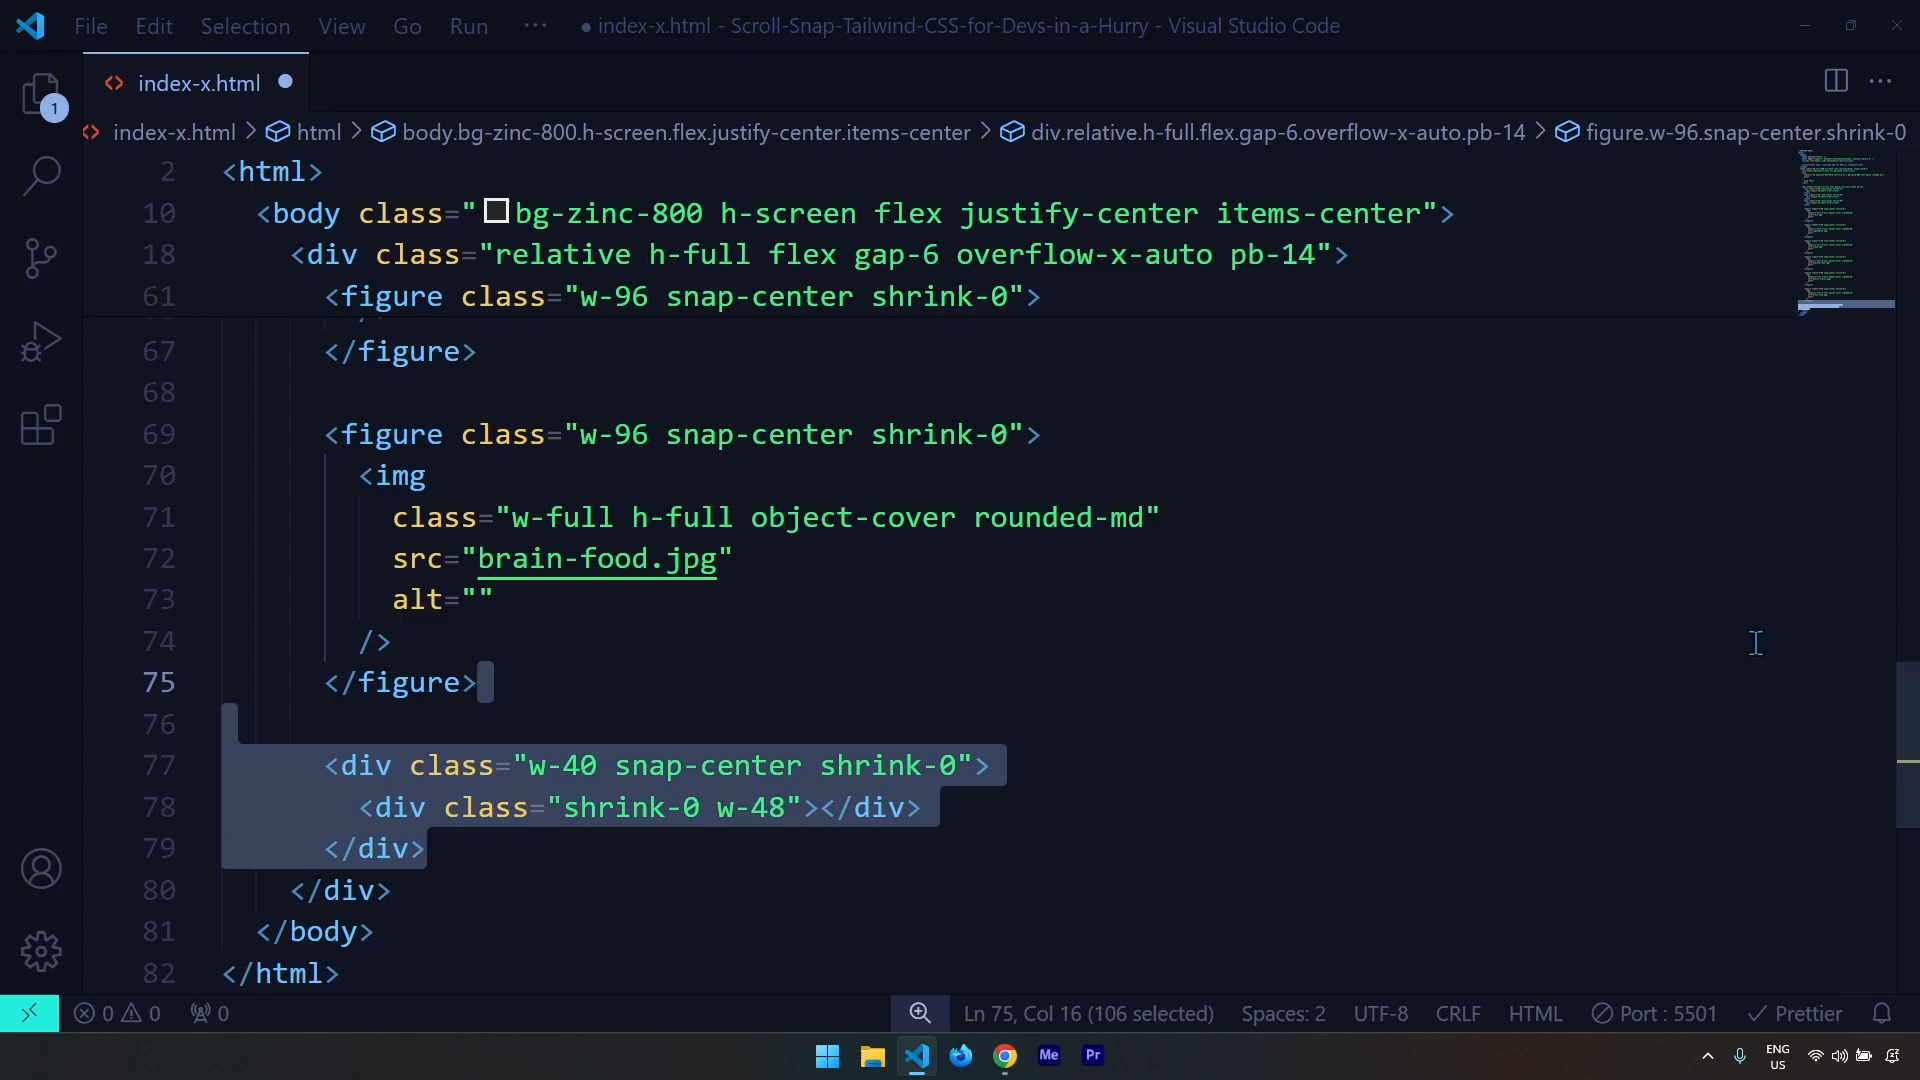 File Edit Selection View Go Run ··· ● index-x.html - Scroll-Snap-Tailwind-CSS-for-Devs-in-a-Hurry - Visual Studio Code
<> index-x.html
1
<> index-x.html > html > body.bg-zinc-800.h-screen.flex.justify-center.items-center > div.relative.h-full.flex.gap-6.overflow-x-auto.pb-14 > figure.w-96.snap-center.shrink-0
2 <html>
10 <body class="bg-zinc-800 h-screen flex justify-center items-center">
18 <div class="relative h-full flex gap-6 overflow-x-auto pb-14">
61 <figure class="w-96 snap-center shrink-0">
67 </figure>
68
69 <figure class="w-96 snap-center shrink-0">
70 <img
71 class="w-full h-full object-cover rounded-md"
72 src="brain-food.jpg"
73 alt=""
74 />
75 </figure>
76
77 <div class="w-40 snap-center shrink-0">
78 <div class="shrink-0 w-48"></div>
79 </div>
80 </div>
81 </body>
82 </html>
0 0 0 Ln 75, Col 16 (106 selected) Spaces: 2 UTF-8 CRLF HTML Port : 5501 Prettier
Me Pr ENG
US